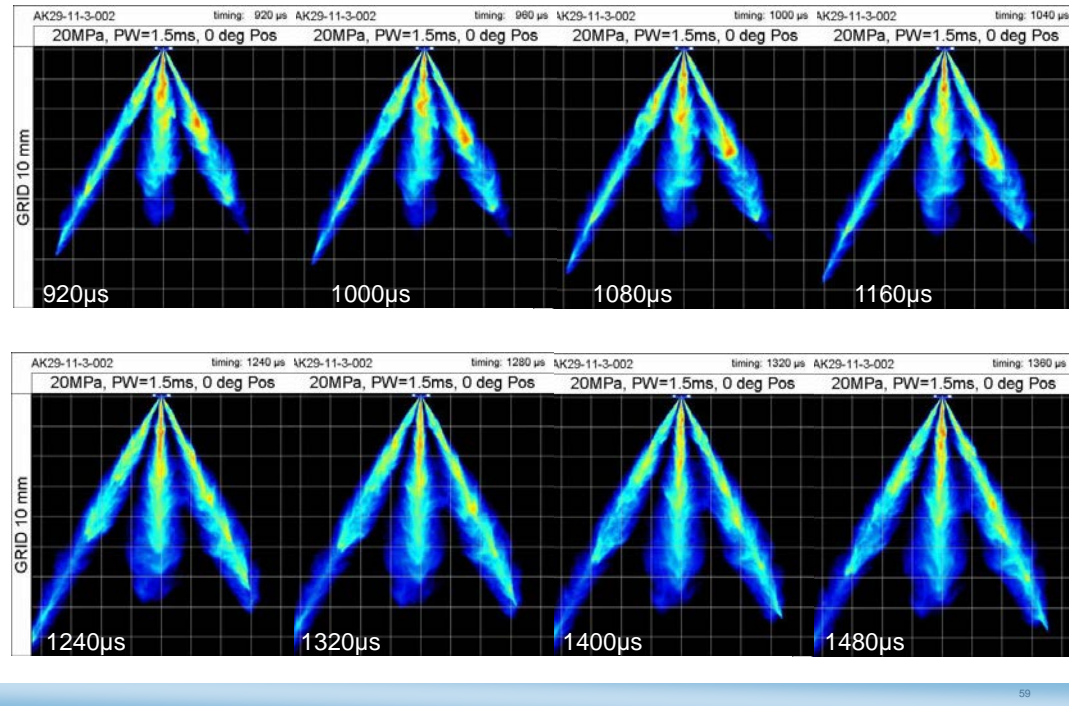 AK29-11-3-002 timing: 920 µs AK29-11-3-002 timing: 960 µs AK29-11-3-002 timing: 1000 µs AK29-11-3-002 timing: 1040 µs
20MPa, PW=1.5ms, 0 deg Pos 20MPa, PW=1.5ms, 0 deg Pos 20MPa, PW=1.5ms, 0 deg Pos 20MPa, PW=1.5ms, 0 deg Pos
GRID 10 mm
920µs 1000µs 1080µs 1160µs
AK29-11-3-002 timing: 1240 µs AK29-11-3-002 timing: 1280 µs AK29-11-3-002 timing: 1320 µs AK29-11-3-002 timing: 1360 µs
20MPa, PW=1.5ms, 0 deg Pos 20MPa, PW=1.5ms, 0 deg Pos 20MPa, PW=1.5ms, 0 deg Pos 20MPa, PW=1.5ms, 0 deg Pos
GRID 10 mm
1240µs 1320µs 1400µs 1480µs
59